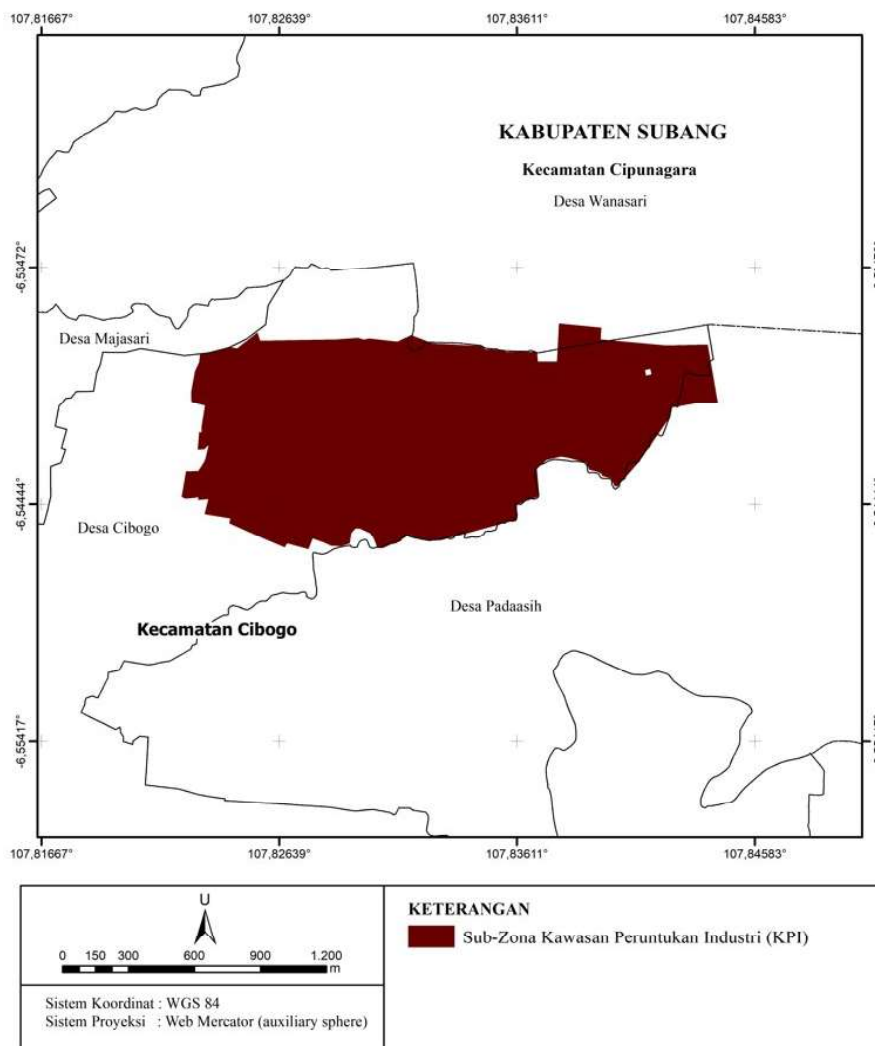 107,81667° 107,82639° 107,83611° 107,84583°
KABUPATEN SUBANG
Kecamatan Cipunagara
Desa Wanasari
-6,53472°
Desa Majasari
-6,54444°
Desa Cibogo
Desa Padaasih
Kecamatan Cibogo
-6,55417°
107,81667° 107,82639° 107,83611° 107,84583°
U
0 150 300 600 900 1.200
m
Sistem Koordinat : WGS 84
Sistem Proyeksi : Web Mercator (auxiliary sphere)
KETERANGAN
Sub-Zona Kawasan Peruntukan Industri (KPI)